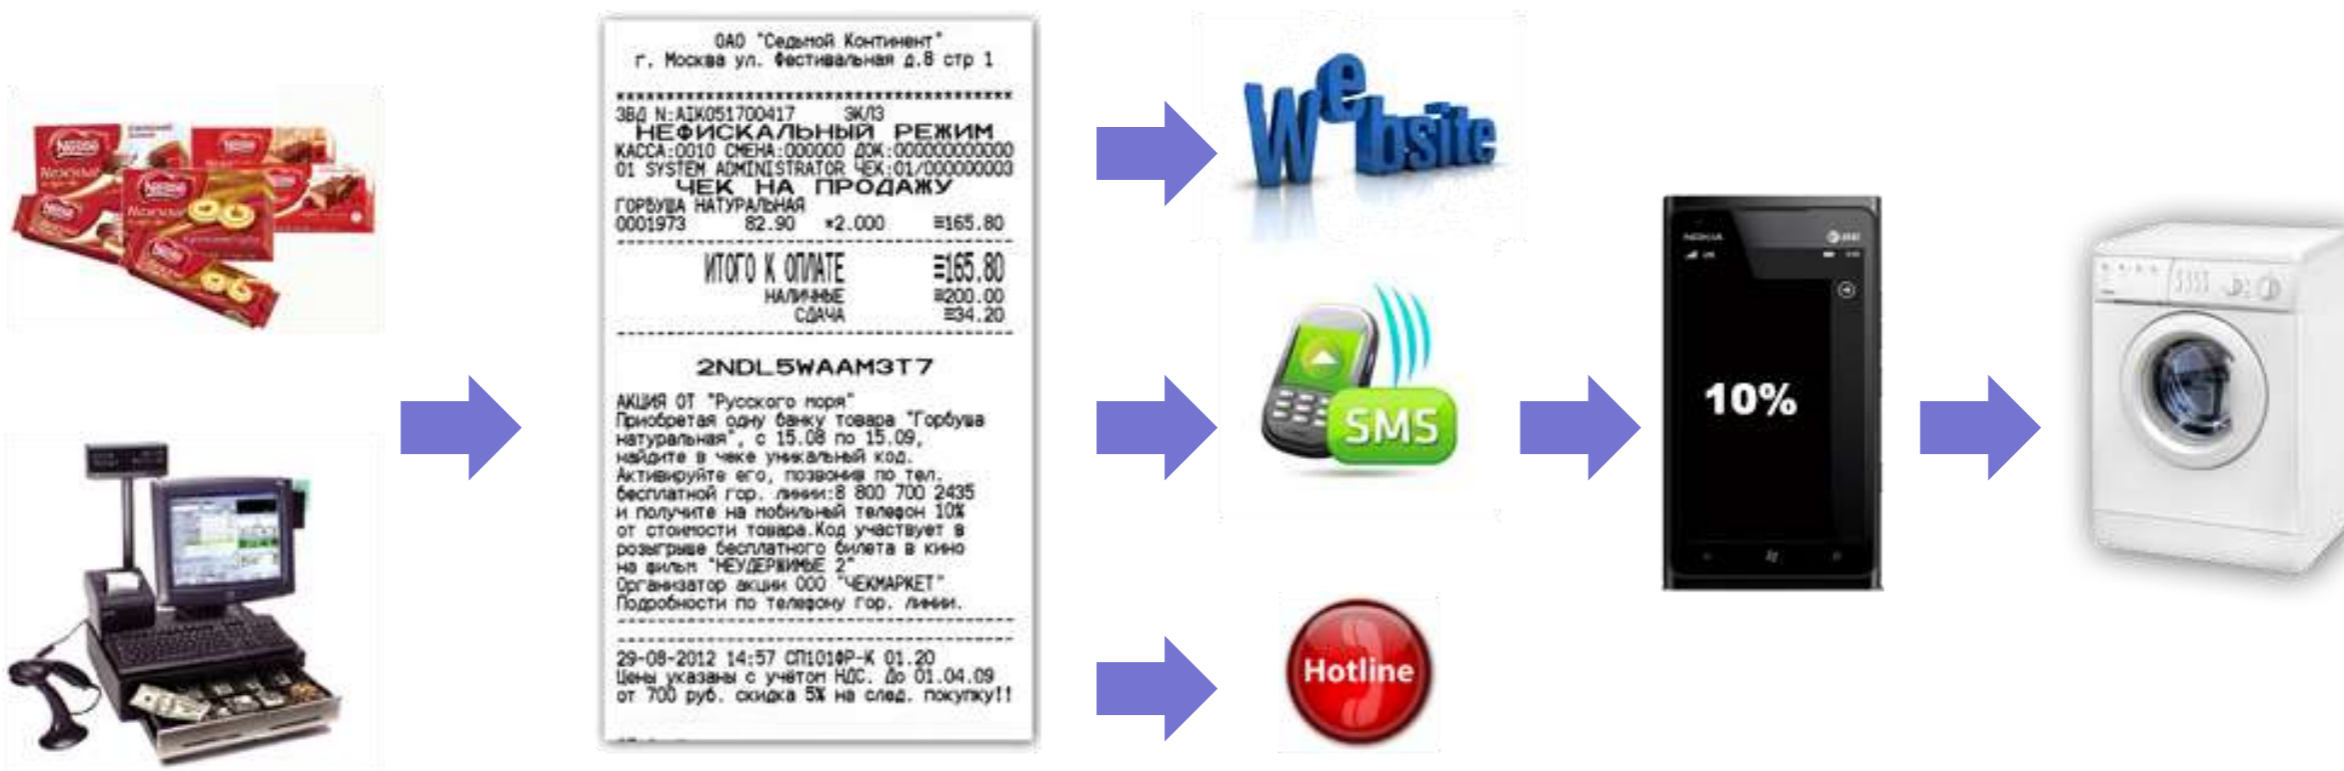 Nestle
Nestle
Nestle
Nestle
Нежный
ОАО "Седьмой Континент"
г. Москва ул. Фестивальная д.8 стр 1
****************************************
ЗВД N:AIK051700417 ЭКЛЗ
НЕФИСКАЛЬНЫЙ РЕЖИМ
КАССА:0010 СМЕНА:000000 ДОК:000000000000
01 SYSTEM ADMINISTRATOR ЧЕК:01/000000003
ЧЕК НА ПРОДАЖУ
ГОРБУША НАТУРАЛЬНАЯ
0001973 82.90 *2.000 ≡165.80
ИТОГО К ОПЛАТЕ ≡165.80
НАЛИЧНЫЕ ≡200.00
СДАЧА ≡34.20
2NDL5WAAM3T7
АКЦИЯ ОТ "Русского моря"
Приобретая одну банку товара "Горбуша
натуральная", с 15.08 по 15.09,
найдите в чеке уникальный код.
Активируйте его, позвонив по тел.
бесплатной гор. линии:8 800 700 2435
и получите на мобильный телефон 10%
от стоимости товара.Код участвует в
розыгрыше бесплатного билета в кино
на фильм "НЕУДЕРЖИМЫЕ 2"
Организатор акции ООО "ЧЕКМАРКЕТ"
Подробности по телефону гор. линии.
29-08-2012 14:57 СП101ФР-К 01.20
Цены указаны с учётом НДС. До 01.04.09
от 700 руб. скидка 5% на след. покупку!!
Website
SMS
Hotline
NOKIA
AT&T
10%